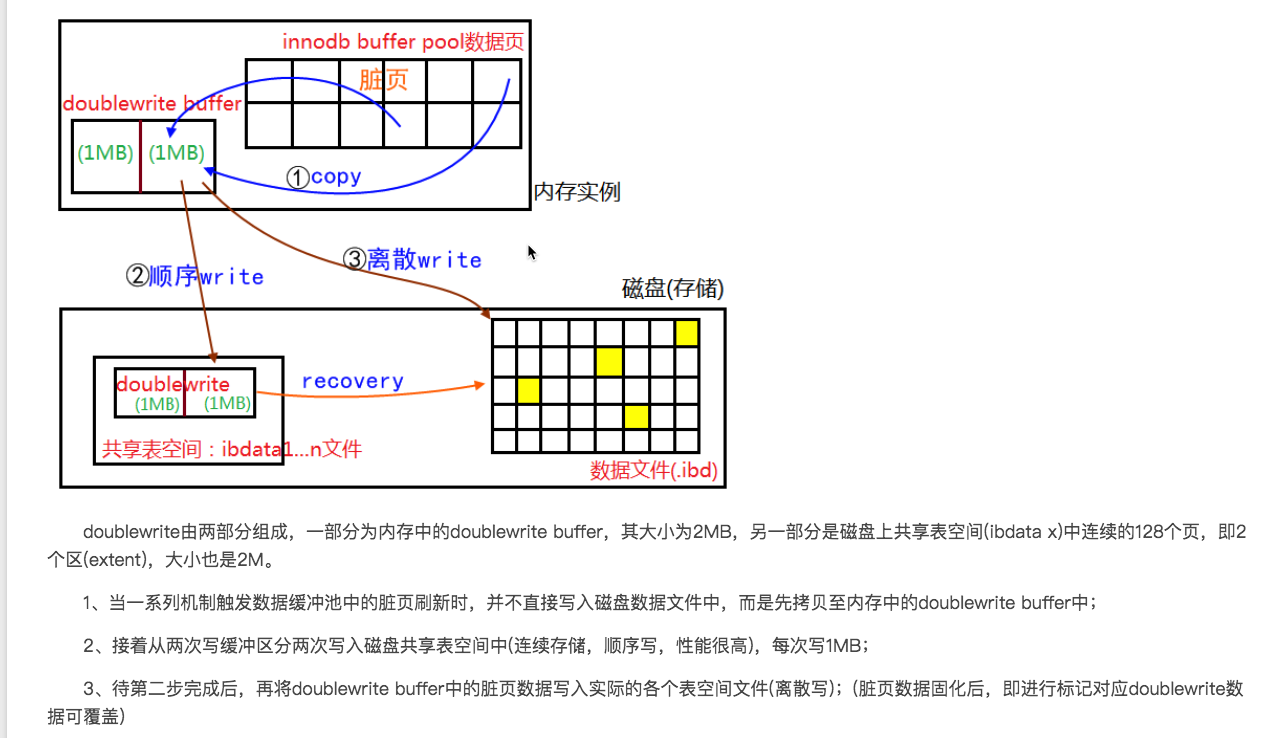 innodb buffer pool数据页
脏页
doublewrite buffer
(1MB) (1MB)
①copy
内存实例
②顺序write
③离散write
磁盘(存储)
doublewrite
(1MB) (1MB)
recovery
共享表空间：ibdata1...n文件
数据文件(.ibd)
doublewrite由两部分组成，一部分为内存中的doublewrite buffer，其大小为2MB，另一部分是磁盘上共享表空间(ibdata x)中连续的128个页，即2
个区(extent)，大小也是2M。
1、当一系列机制触发数据缓冲池中的脏页刷新时，并不直接写入磁盘数据文件中，而是先拷贝至内存中的doublewrite buffer中；
2、接着从两次写缓冲区分两次写入磁盘共享表空间中(连续存储，顺序写，性能很高)，每次写1MB；
3、待第二步完成后，再将doublewrite buffer中的脏页数据写入实际的各个表空间文件(离散写)；(脏页数据固化后，即进行标记对应doublewrite数
据可覆盖)